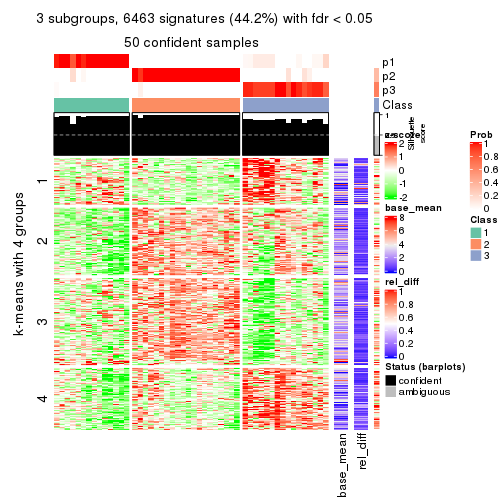 3 subgroups, 6463 signatures (44.2%) with fdr < 0.05
50 confident samples
p1
p2
p3
Class
1
Silhouette
score
k-means with 4 groups
1
2
3
4
z-score
2
1
0
-1
-2
base_mean
8
6
4
2
0
rel_diff
1
0.8
0.6
0.4
0.2
0
Status (barplots)
confident
ambiguous
Prob
1
0.8
0.6
0.4
0.2
0
Class
1
2
3
base_mean
rel_diff